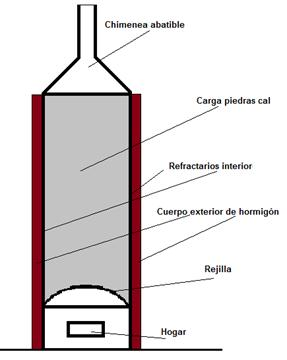 Chimenea abatible
Carga piedras cal
Refractarios interior
Cuerpo exterior de hormigón
Rejilla
Hogar